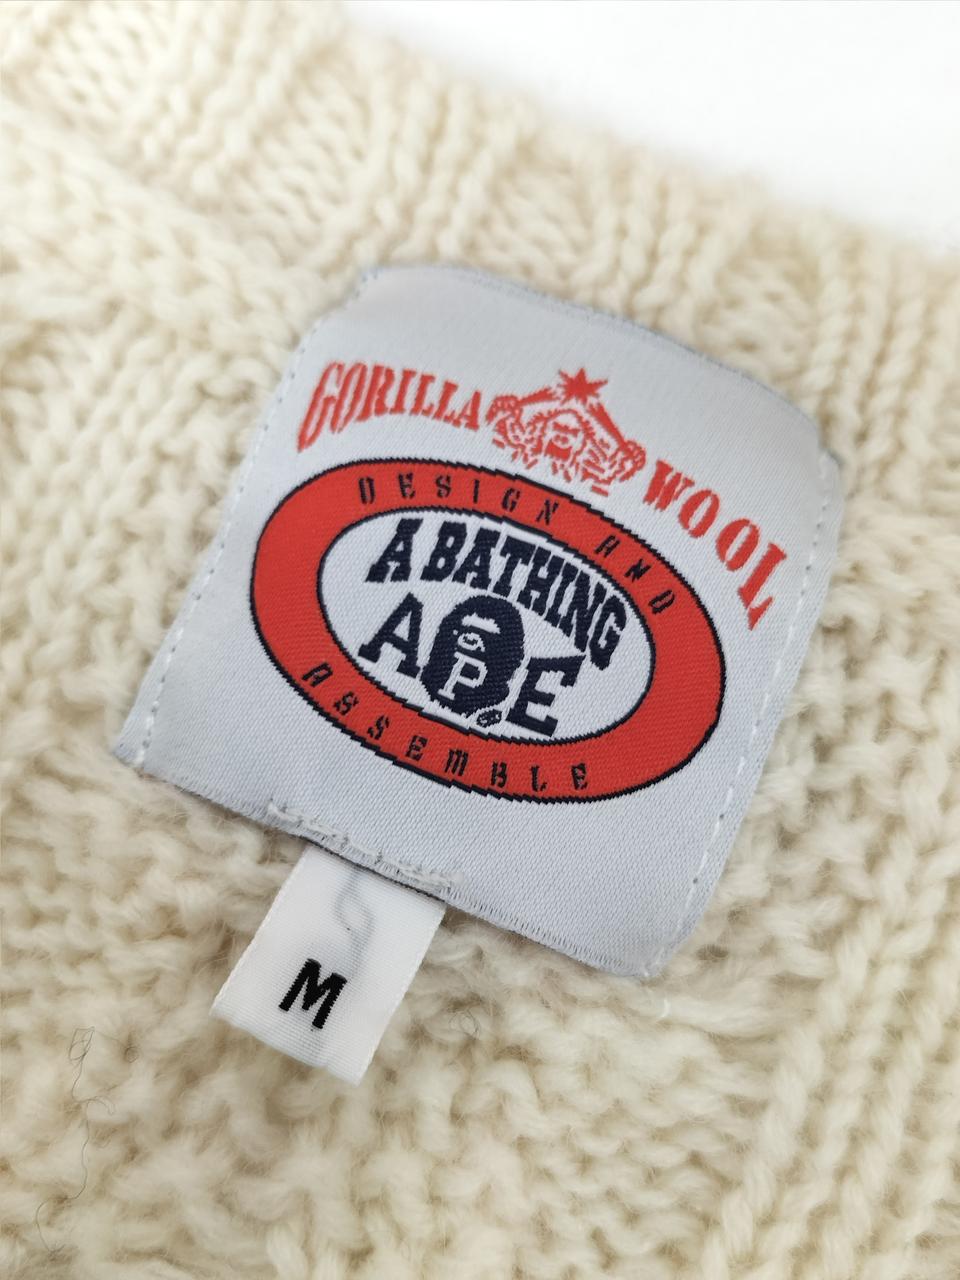 GORILLA WOOL
DESIGN AND
A BATHING
APE
ASSEMBLE
M